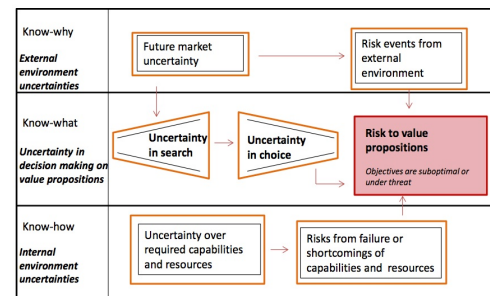 Know-why
External
environment
uncertainties
Future market
uncertainty
Risk events from
external
environment
Know-what
Uncertainty in
decision making on
value propositions
Uncertainty
in search
Uncertainty
in choice
Risk to value
propositions
Objectives are suboptimal or
under threat
Know-how
Internal
environment
uncertainties
Uncertainty over
required capabilities
and resources
Risks from failure or
shortcomings of
capabilities and resources